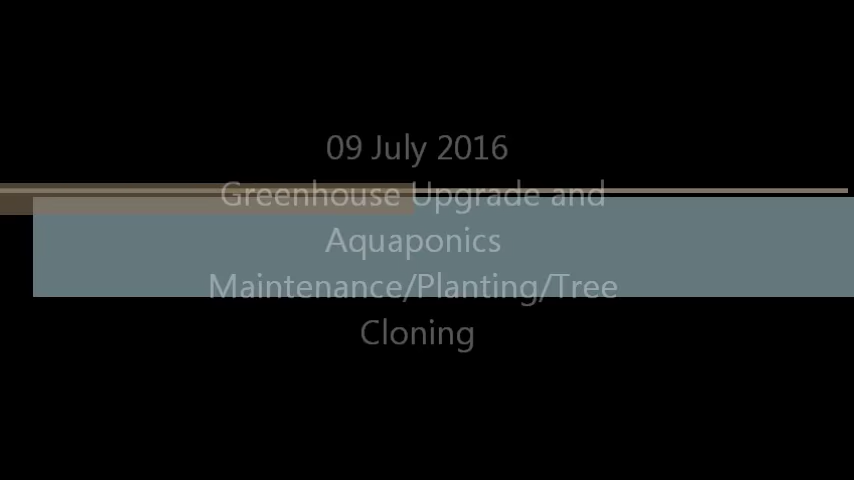 09 July 2016
Greenhouse Upgrade and
Aquaponics
Maintenance/Planting/Tree
Cloning